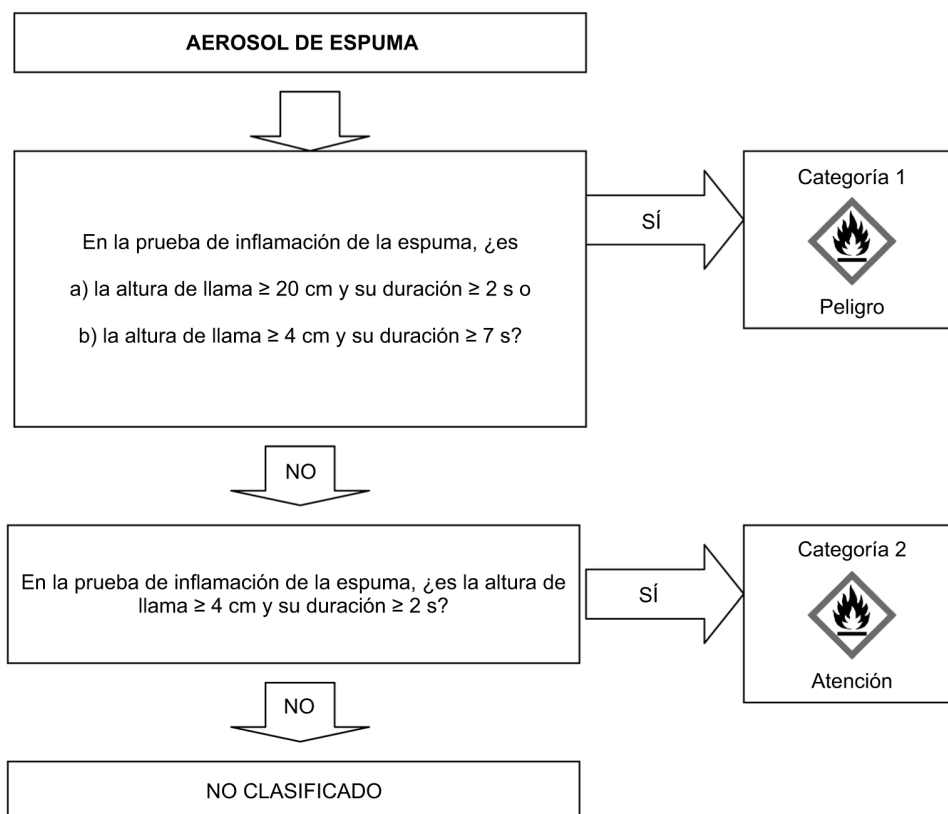 AEROSOL DE ESPUMA
En la prueba de inflamación de la espuma, ¿es
a) la altura de llama ≥ 20 cm y su duración ≥ 2 s o
b) la altura de llama ≥ 4 cm y su duración ≥ 7 s?
SÍ
Categoría 1
Peligro
NO
En la prueba de inflamación de la espuma, ¿es la altura de
llama ≥ 4 cm y su duración ≥ 2 s?
SÍ
Categoría 2
Atención
NO
NO CLASIFICADO